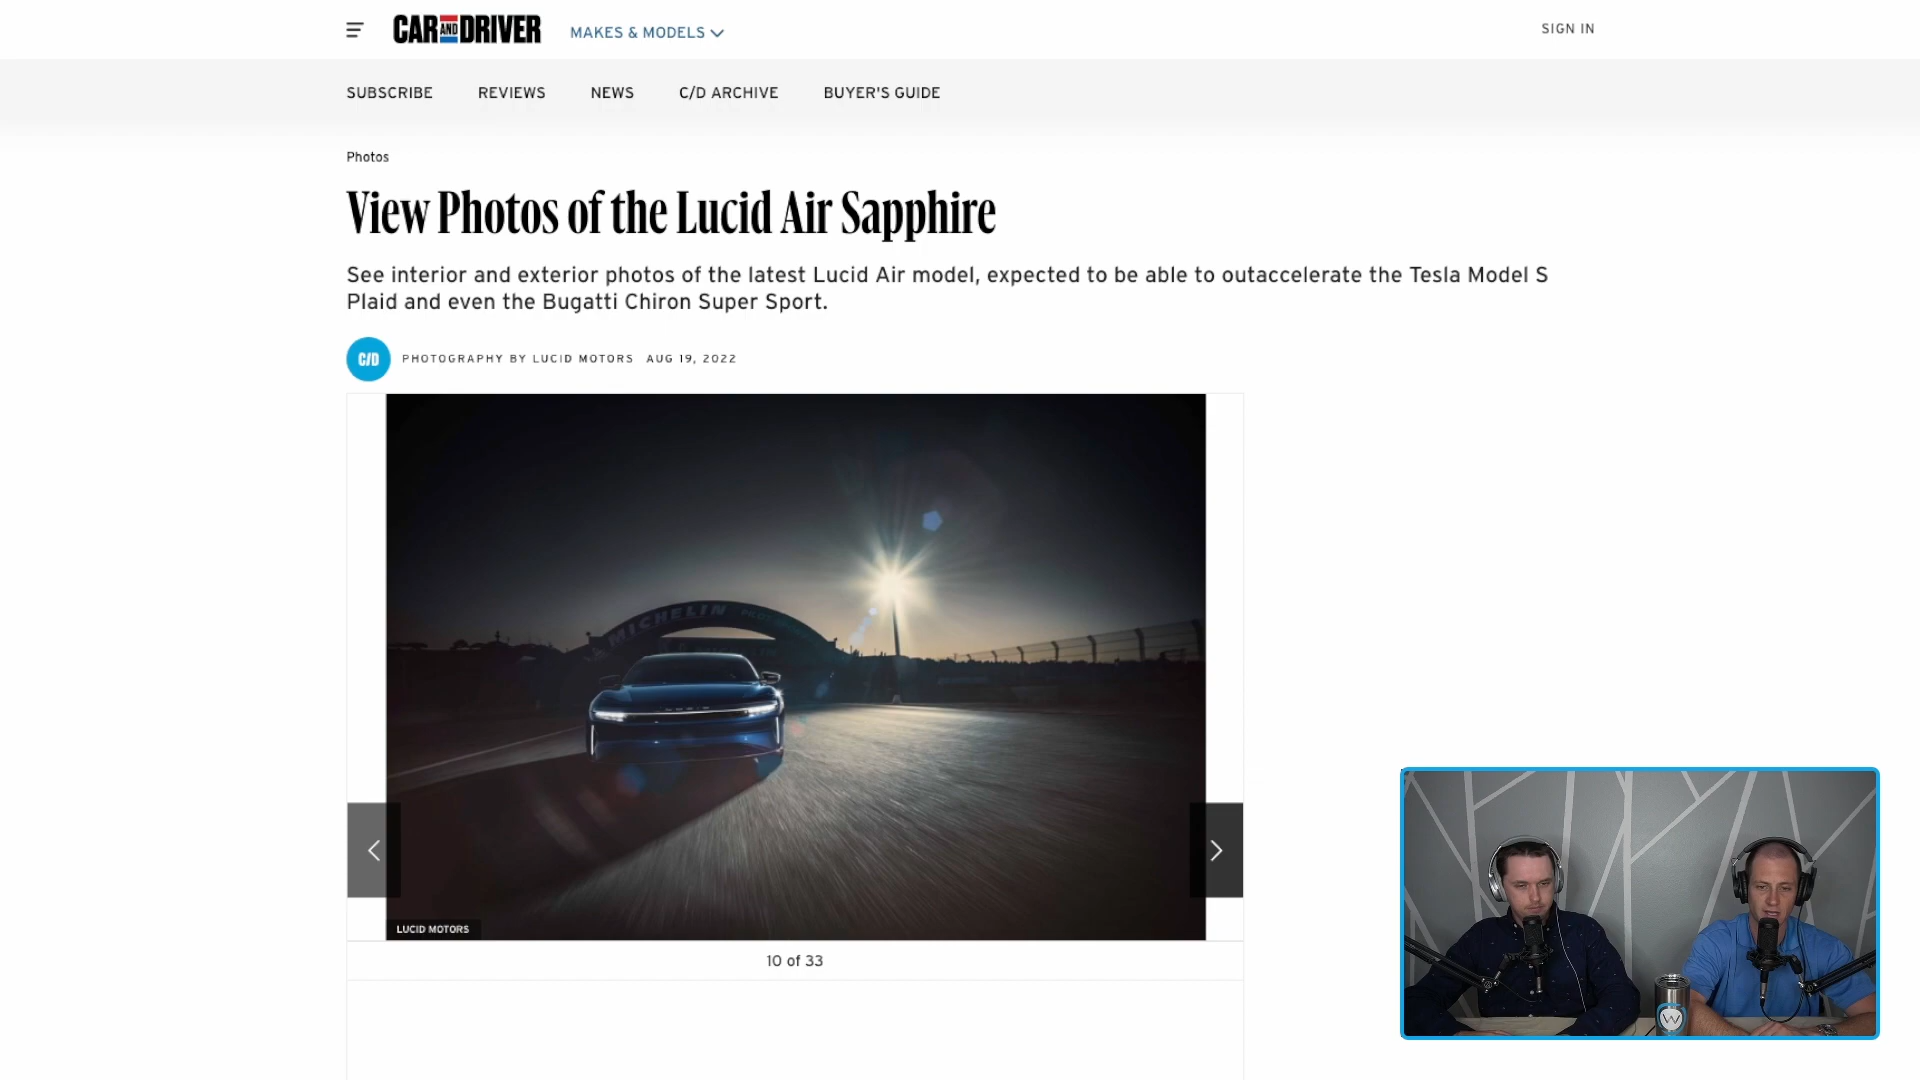 CAR AND DRIVER
MAKES & MODELS
SIGN IN
SUBSCRIBE
REVIEWS
NEWS
C/D ARCHIVE
BUYER'S GUIDE
Photos
View Photos of the Lucid Air Sapphire
See interior and exterior photos of the latest Lucid Air model, expected to be able to outaccelerate the Tesla Model S
Plaid and even the Bugatti Chiron Super Sport.
C/D
PHOTOGRAPHY BY LUCID MOTORS AUG 19, 2022
MICHELIN
LUCID
LUCID MOTORS
10 of 33
W